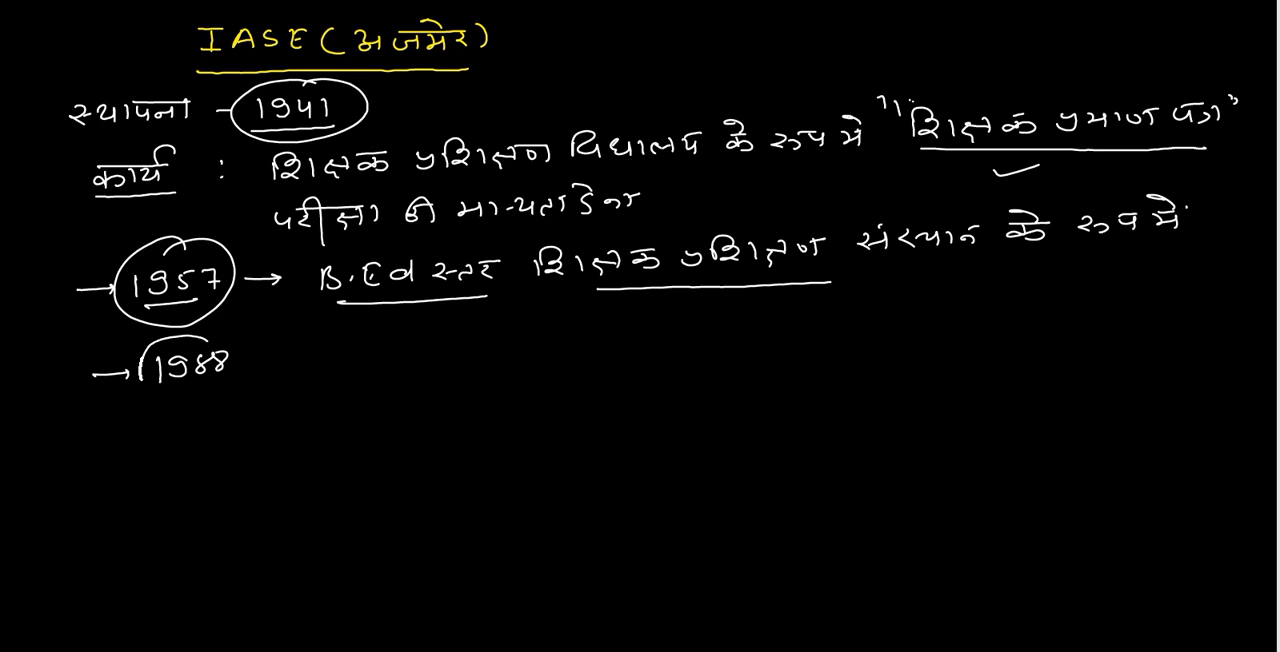 IASE (अजमेर)
स्थापना - 1941
कार्य : शिक्षक प्रशिक्षण विधालय के रूप में "शिक्षक प्रमाण पत्र"
परीक्षा की मान्यता देना
→ 1957 → B.Ed स्तर शिक्षक प्रशिक्षण संस्थान के रूप में
→ 1988